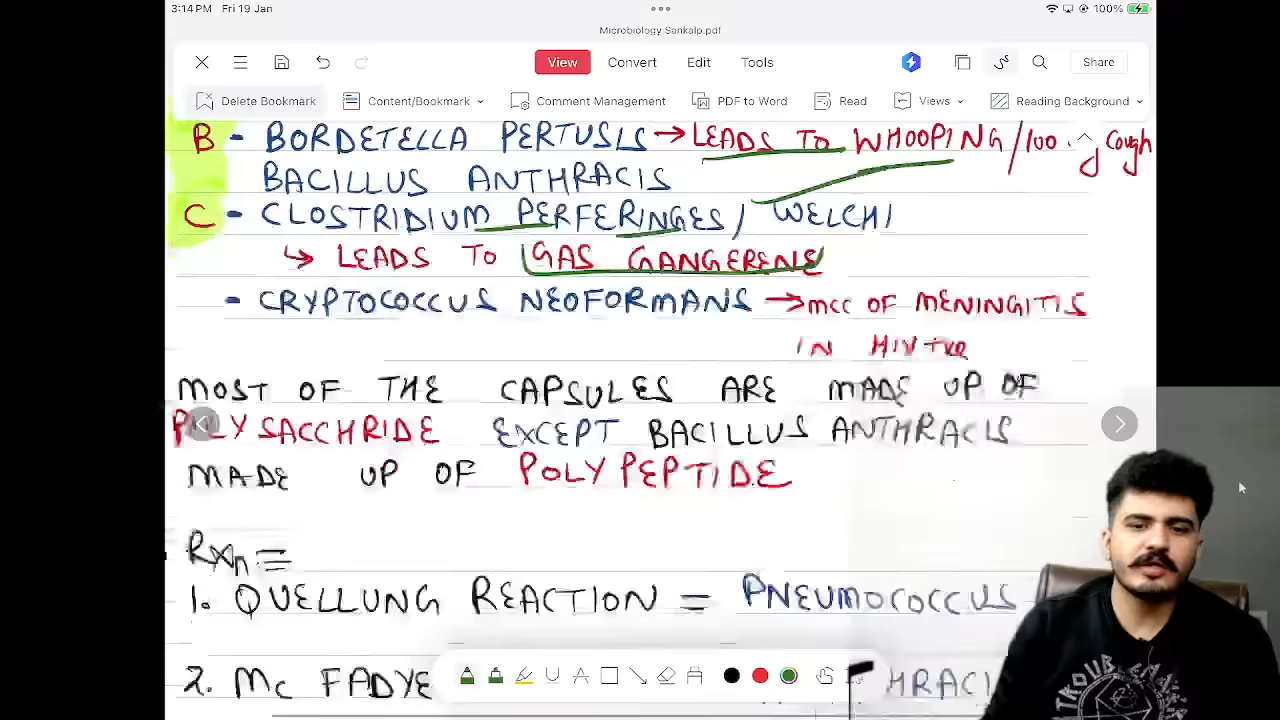 3:14 PM Fri 19 Jan
100%
Microbiology Sankalp.pdf
View Convert Edit Tools Share
Delete Bookmark Content/Bookmark Comment Management PDF to Word Read Views Reading Background
B - BORDETELLA PERTUSIS → LEADS TO WHOOPING/100 Cough
BACILLUS ANTHRACIS
C - CLOSTRIDIUM PERFERINGES / WELCHI
↳ LEADS TO GAS GANGERENE
- CRYPTOCOCCUS NEOFORMANS → MCC OF MENINGITIS
IN HIV +
MOST OF THE CAPSULES ARE MADE UP OF
POLYSACCHRIDE EXCEPT BACILLUS ANTHRACIS
MADE UP OF POLYPEPTIDE
Rxn =
1. QUELLUNG REACTION = PNEUMOCOCCUS
2. Mc FADYE HRACI
TROUBLEM